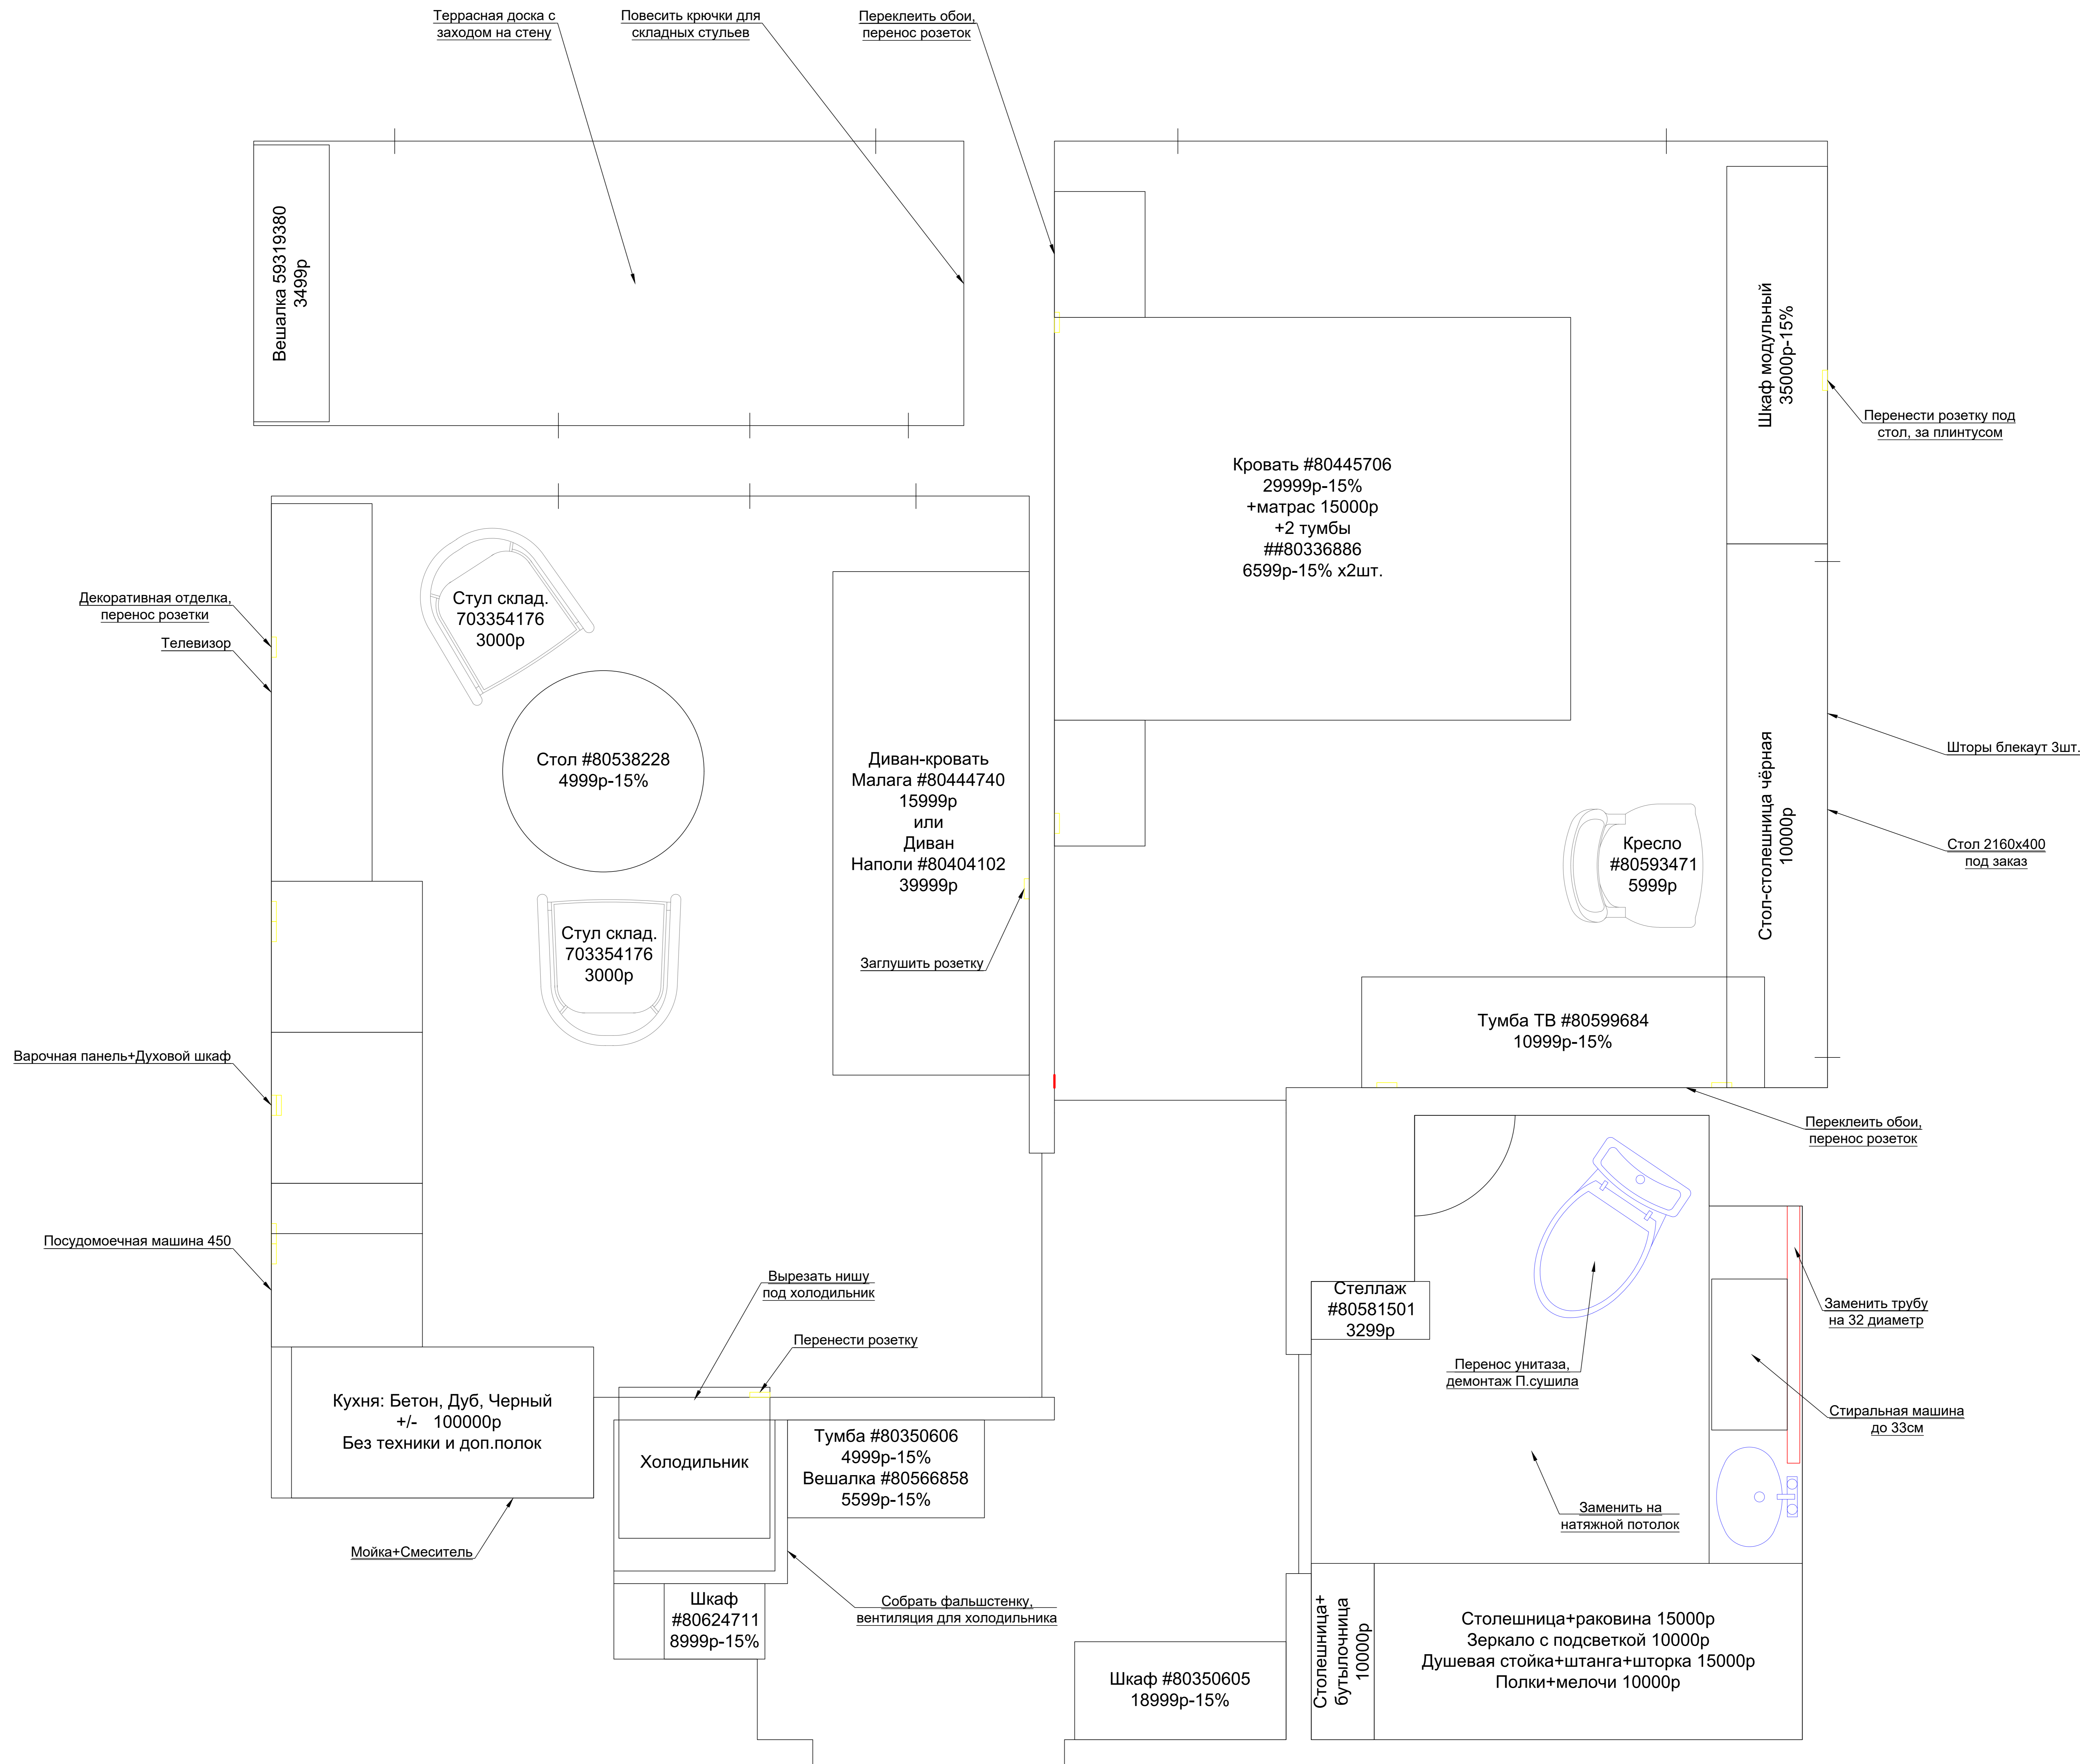 Террасная доска с
заходом на стену
Повесить крючки для
складных стульев
Переклеить обои,
перенос розеток
Вешалка 59319380
3499р
Шкаф модульный
35000р-15%
Перенести розетку под
стол, за плинтусом
Кровать #80445706
29999р-15%
+матрас 15000р
+2 тумбы
##80336886
6599р-15% х2шт.
Декоративная отделка,
перенос розетки
Телевизор
Стул склад.
703354176
3000р
Стол #80538228
4999р-15%
Диван-кровать
Малага #80444740
15999р
или
Диван
Наполи #80404102
39999р
Заглушить розетку
Стул склад.
703354176
3000р
Кресло
#80593471
5999р
Стол-столешница чёрная
10000р
Шторы блекаут 3шт.
Стол 2160х400
под заказ
Тумба ТВ #80599684
10999р-15%
Переклеить обои,
перенос розеток
Варочная панель+Духовой шкаф
Посудомоечная машина 450
Вырезать нишу
под холодильник
Перенести розетку
Стеллаж
#80581501
3299р
Перенос унитаза,
демонтаж П.сушила
Заменить трубу
на 32 диаметр
Стиральная машина
до 33см
Кухня: Бетон, Дуб, Черный
+/- 100000р
Без техники и доп.полок
Холодильник
Тумба #80350606
4999р-15%
Вешалка #80566858
5599р-15%
Мойка+Смеситель
Заменить на
натяжной потолок
Собрать фальшстенку,
вентиляция для холодильника
Шкаф
#80624711
8999р-15%
Шкаф #80350605
18999р-15%
Столешница+
бутылочница
10000р
Столешница+раковина 15000р
Зеркало с подсветкой 10000р
Душевая стойка+штанга+шторка 15000р
Полки+мелочи 10000р